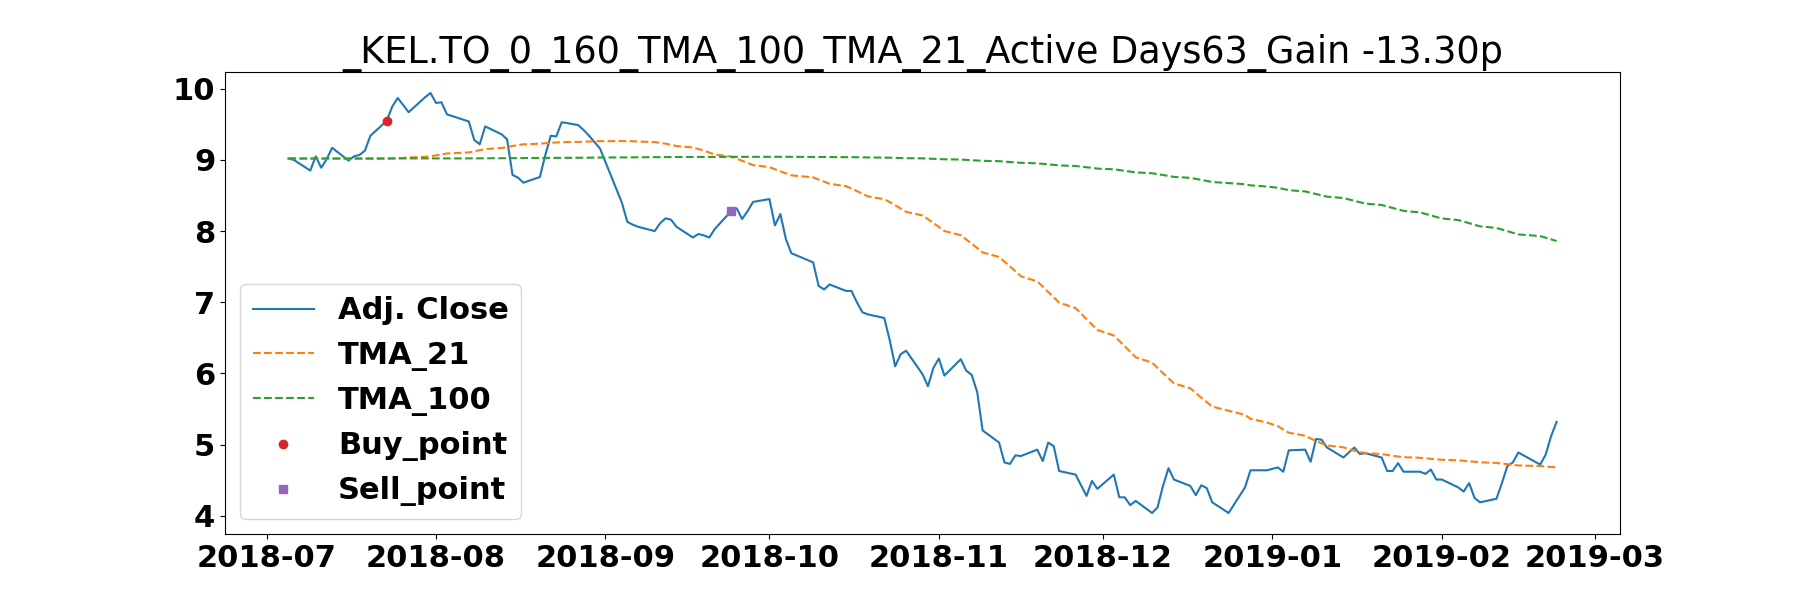 _KEL.TO_0_160_TMA_100_TMA_21_Active Days63_Gain -13.30p
10
9
8
7
6
5
4
Adj. Close
TMA_21
TMA_100
Buy_point
Sell_point
2018-07 2018-08 2018-09 2018-10 2018-11 2018-12 2019-01 2019-02 2019-03